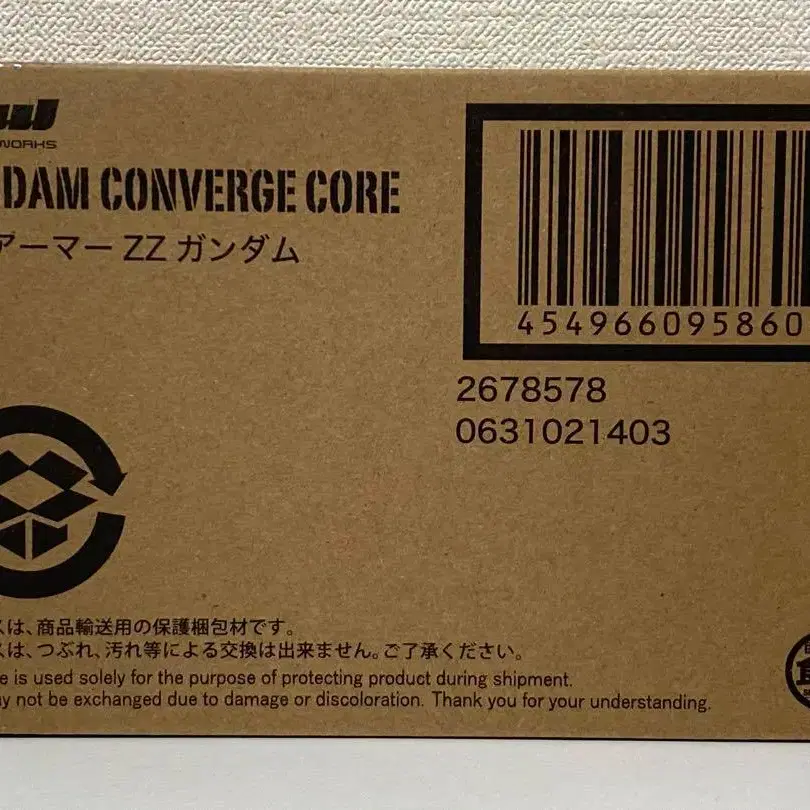 WORKS
DAM CONVERGE CORE
アーマー ZZ ガンダム
454966095860
2678578
0631021403
は、商品輸送用の保護梱包材です。
は、つぶれ、汚れ等による交換は出来ません。ご了承ください。
e is used solely for the purpose of protecting product during shipment.
y not be exchanged due to damage or discoloration. Thank you for your understanding.